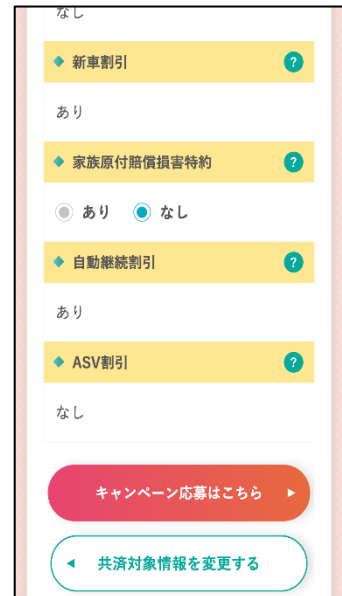 なし
新車割引 ?
あり
家族原付賠償損害特約 ?
あり なし
自動継続割引 ?
あり
ASV割引 ?
なし
キャンペーン応募はこちら
共済対象情報を変更する